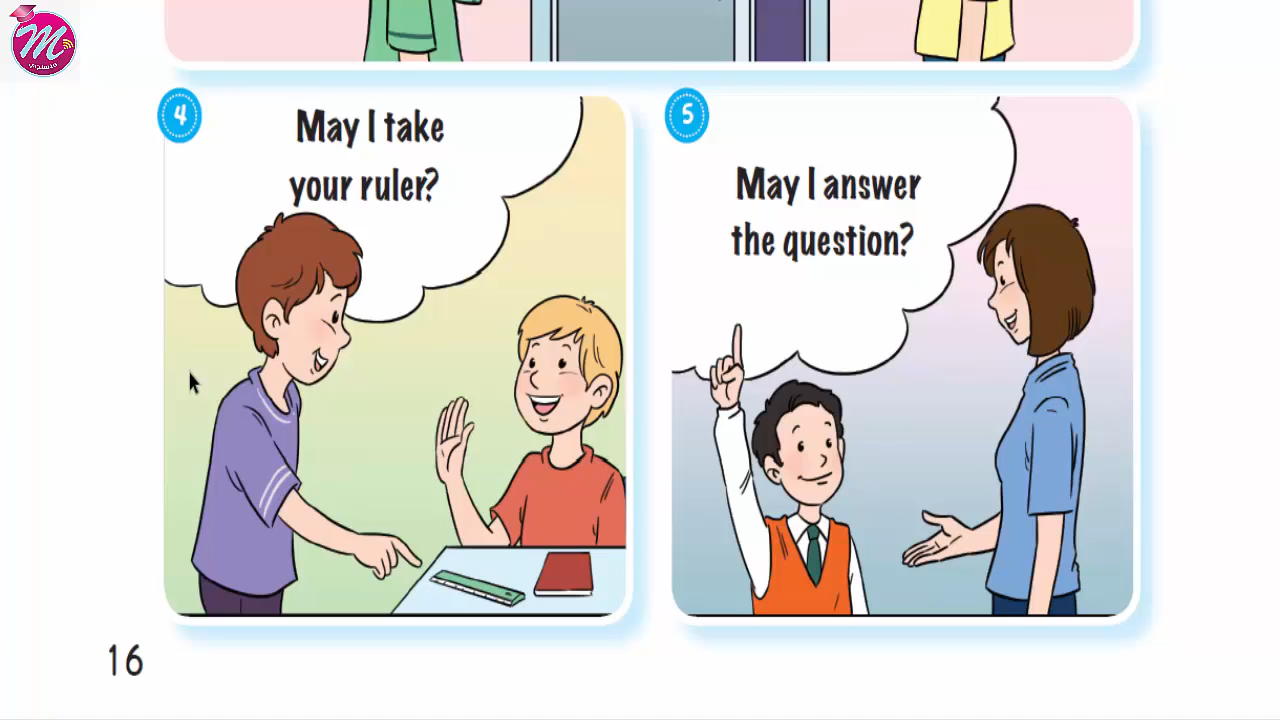 M
4
May I take
your ruler?
5
May I answer
the question?
16